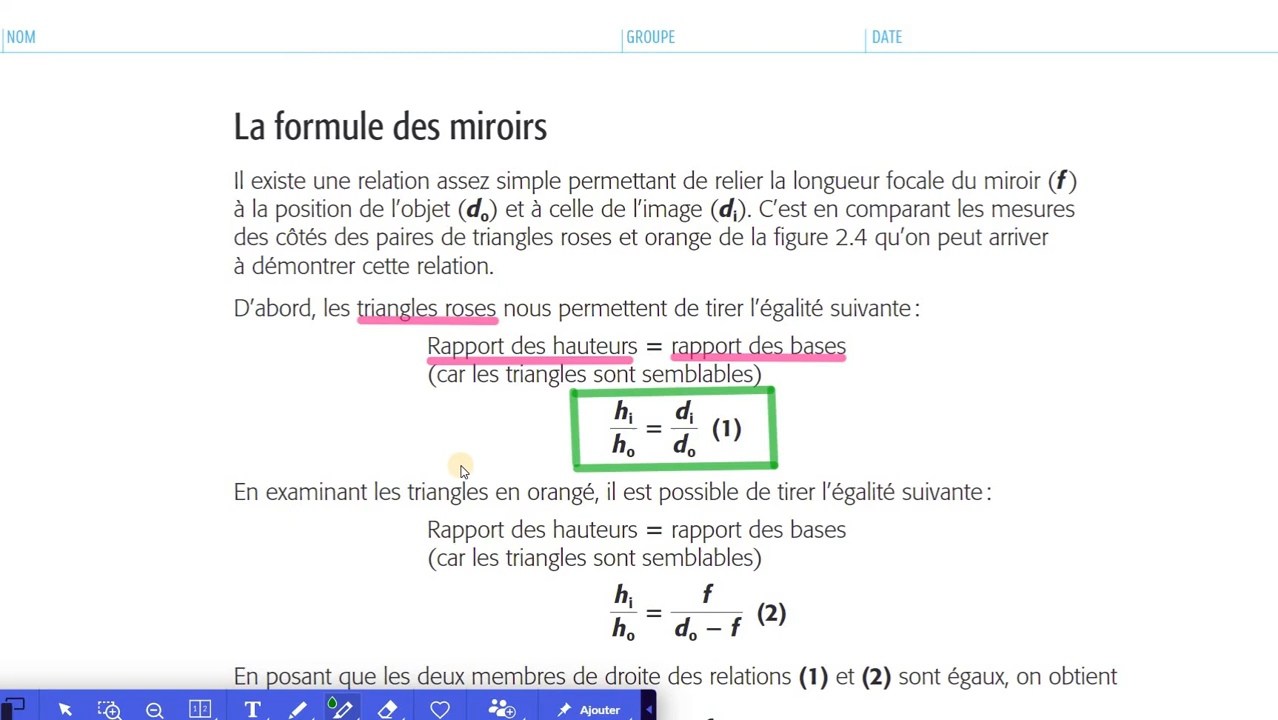 NOM GROUPE DATE
La formule des miroirs
Il existe une relation assez simple permettant de relier la longueur focale du miroir (f)
à la position de l'objet (do) et à celle de l'image (di). C'est en comparant les mesures
des côtés des paires de triangles roses et orange de la figure 2.4 qu'on peut arriver
à démontrer cette relation.
D'abord, les triangles roses nous permettent de tirer l'égalité suivante :
Rapport des hauteurs = rapport des bases
(car les triangles sont semblables)
hi/ho = di/do (1)
En examinant les triangles en orangé, il est possible de tirer l'égalité suivante :
Rapport des hauteurs = rapport des bases
(car les triangles sont semblables)
hi/ho = f/(do − f) (2)
En posant que les deux membres de droite des relations (1) et (2) sont égaux, on obtient
T Ajouter